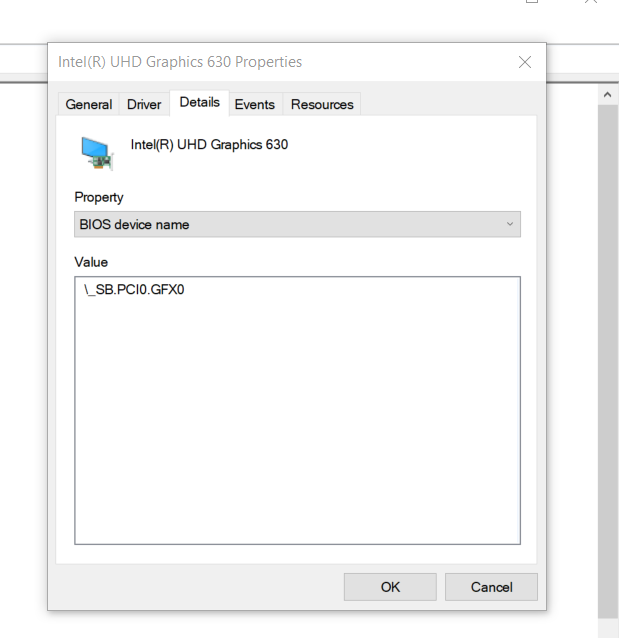 Intel(R) UHD Graphics 630 Properties
General Driver Details Events Resources
Intel(R) UHD Graphics 630
Property
BIOS device name
Value
\_SB.PCI0.GFX0
OK Cancel